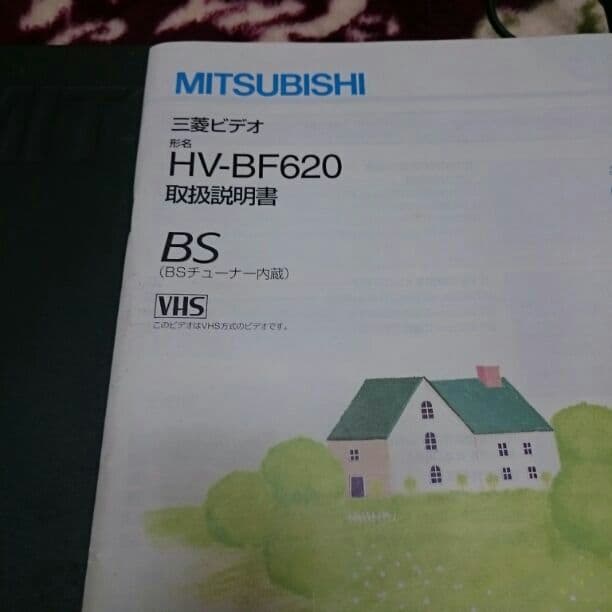 MITSUBISHI
三菱ビデオ
形名
HV-BF620
取扱説明書
BS
(BSチューナー内蔵)
VHS
このビデオはVHS方式のビデオです。